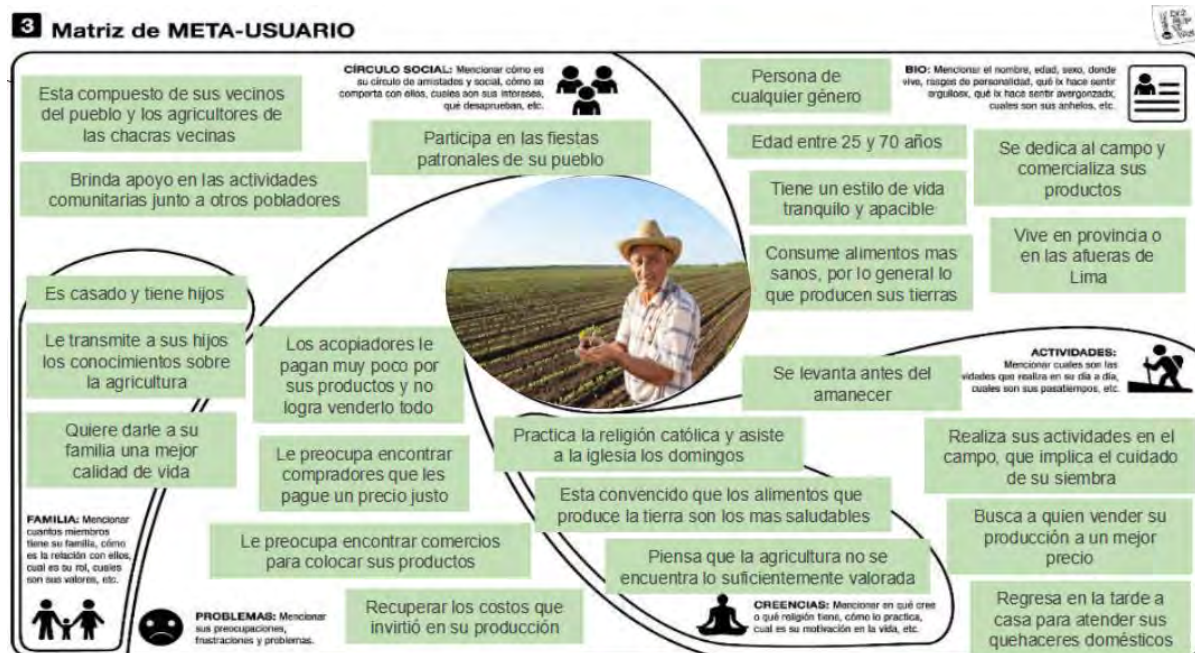 3 Matriz de META-USUARIO
CÍRCULO SOCIAL: Mencionar cómo es
su círculo de amistades y social, cómo se
comporta con ellos, cuales son sus intereses,
qué desaprueban, etc.
Esta compuesto de sus vecinos
del pueblo y los agricultores de
las chacras vecinas
Participa en las fiestas
patronales de su pueblo
Brinda apoyo en las actividades
comunitarias junto a otros pobladores
BIO: Mencionar el nombre, edad, sexo, donde
vive, rasgos de personalidad, qué lx hace sentir
orgullosx, qué lx hace sentir avergonzadx,
cuales son sus anhelos, etc.
Persona de
cualquier género
Edad entre 25 y 70 años
Se dedica al campo y
comercializa sus
productos
Tiene un estilo de vida
tranquilo y apacible
Vive en provincia o
en las afueras de
Lima
Consume alimentos mas
sanos, por lo general lo
que producen sus tierras
Es casado y tiene hijos
Le transmite a sus hijos
los conocimientos sobre
la agricultura
Quiere darle a su
familia una mejor
calidad de vida
FAMILIA: Mencionar
cuantos miembros
tiene su familia, cómo
es la relación con ellos,
cual es su rol, cuales
son sus valores, etc.
Los acopiadores le
pagan muy poco por
sus productos y no
logra venderlo todo
Le preocupa encontrar
compradores que les
pague un precio justo
Le preocupa encontrar comercios
para colocar sus productos
Recuperar los costos que
invirtió en su producción
PROBLEMAS: Mencionar
sus preocupaciones,
frustraciones y problemas.
Practica la religión católica y asiste
a la iglesia los domingos
Esta convencido que los alimentos que
produce la tierra son los mas saludables
Piensa que la agricultura no se
encuentra lo suficientemente valorada
CREENCIAS: Mencionar en qué cree
o qué religión tiene, cómo lo practica,
cual es su motivación en la vida, etc.
ACTIVIDADES:
Mencionar cuales son las
vidades que realiza en su día a día,
cuales son sus pasatiempos, etc.
Se levanta antes del
amanecer
Realiza sus actividades en el
campo, que implica el cuidado
de su siembra
Busca a quien vender su
producción a un mejor
precio
Regresa en la tarde a
casa para atender sus
quehaceres domésticos